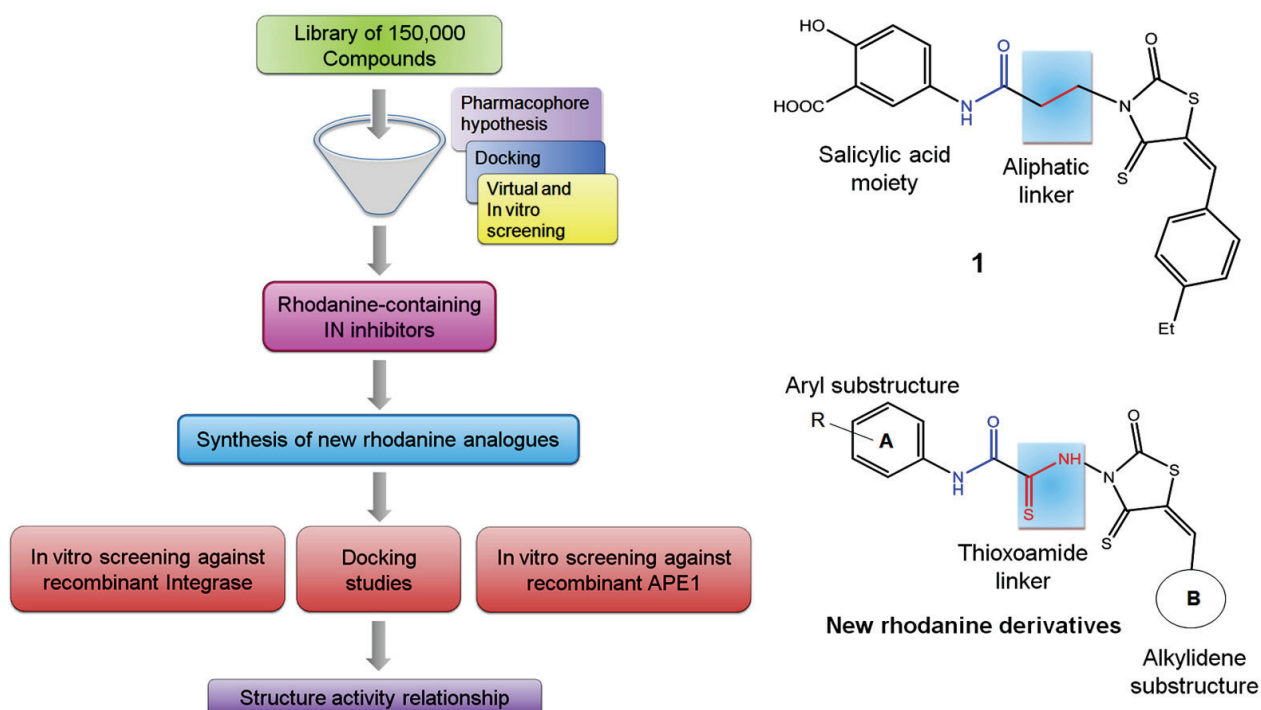 Library of 150,000
Compounds
Pharmacophore
hypothesis
Docking
Virtual and
In vitro
screening
Rhodanine-containing
IN inhibitors
Synthesis of new rhodanine analogues
In vitro screening against
recombinant Integrase
Docking
studies
In vitro screening against
recombinant APE1
Structure activity relationship
HO
O
O
HOOC
N
H
N
S
S
Salicylic acid
moiety
Aliphatic
linker
1
Et
Aryl substructure
R
A
O
O
N
H
NH
N
S
S
S
Thioxoamide
linker
B
New rhodanine derivatives
Alkylidene
substructure